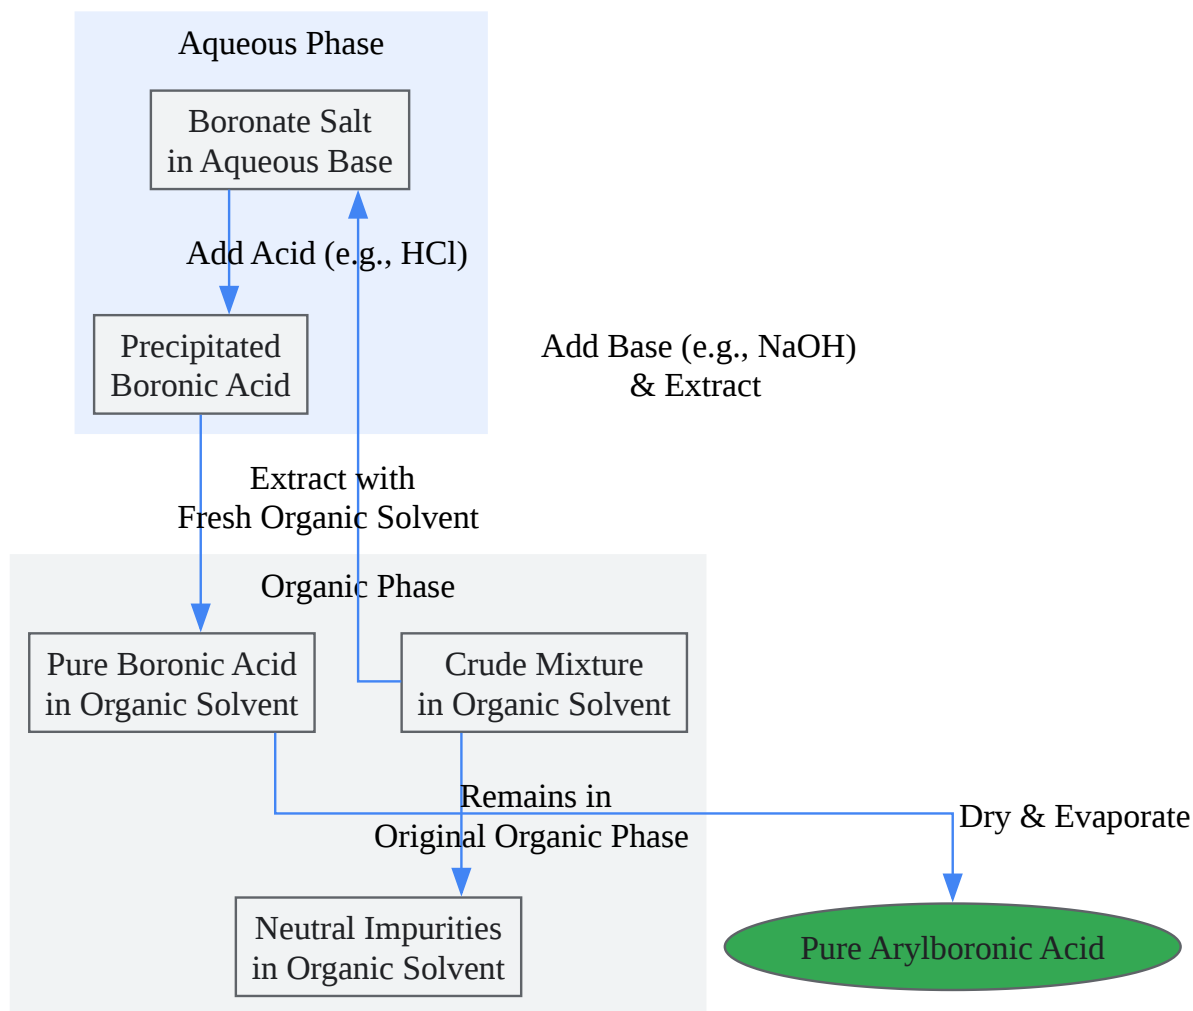 Aqueous Phase
Boronate Salt
in Aqueous Base
Add Acid (e.g., HCl)
Precipitated
Boronic Acid
Add Base (e.g., NaOH)
& Extract
Extract with
Fresh Organic Solvent
Organic Phase
Pure Boronic Acid
in Organic Solvent
Crude Mixture
in Organic Solvent
Remains in
Original Organic Phase
Dry & Evaporate
Neutral Impurities
in Organic Solvent
Pure Arylboronic Acid